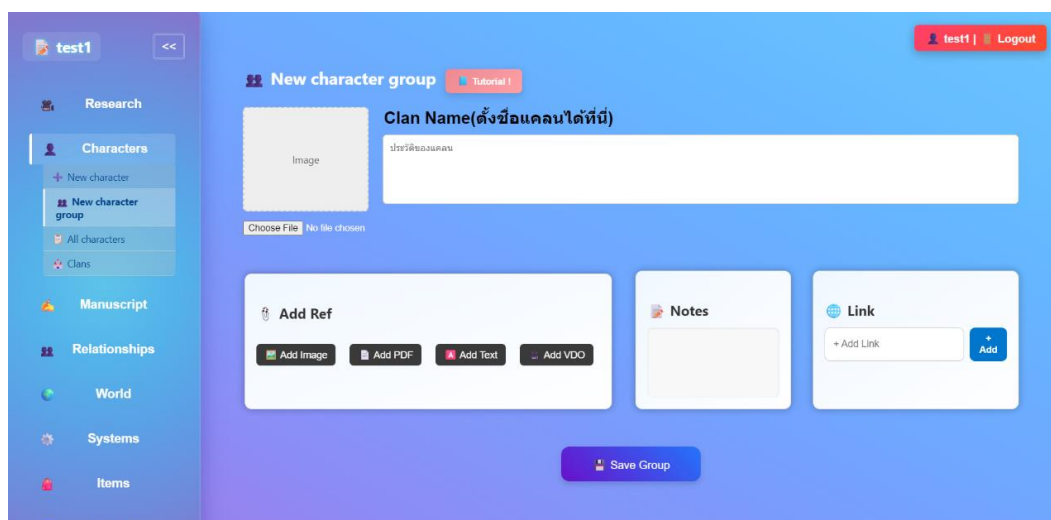 test1
<<
test1 | Logout
New character group
Tutorial !
Research
Characters
New character
New character
group
All characters
Clans
Manuscript
Relationships
World
Systems
Items
Clan Name(ตั้งชื่อแคลนได้ที่นี่)
Image
ประวัติของแคลน
Choose File No file chosen
Add Ref
Add Image
Add PDF
A Add Text
Add VDO
Notes
Link
+ Add Link
+
Add
Save Group